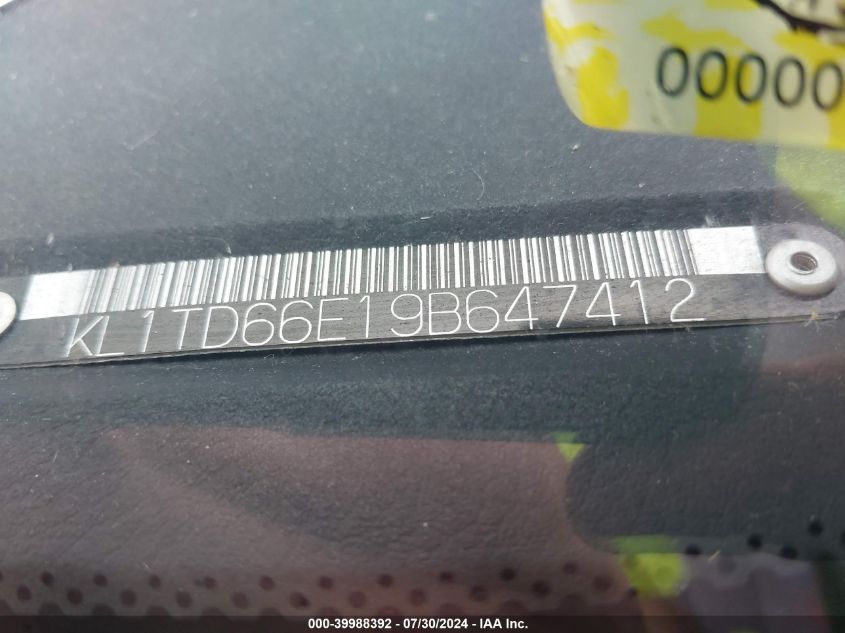 00000
KL1TD66E19B647412
000-39988392 - 07/30/2024 - IAA Inc.